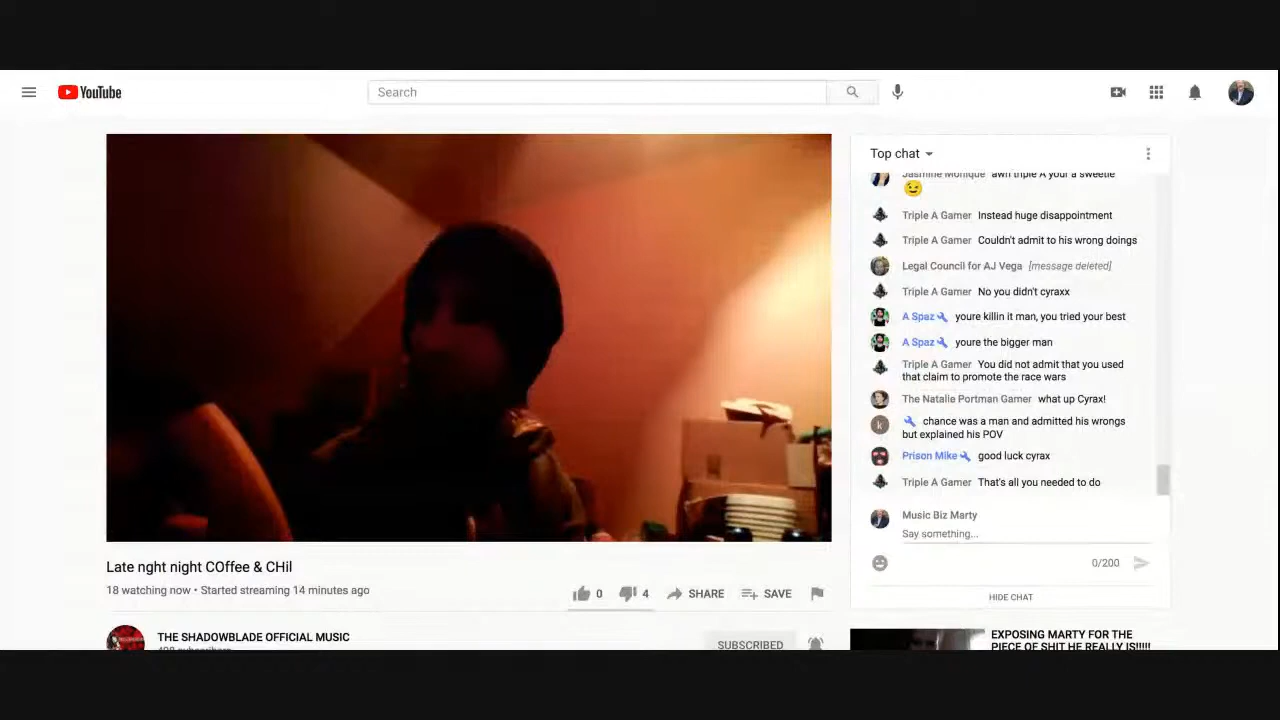 YouTube
Search
Top chat
Jasmine Monique awh triple A your a sweetie
Triple A Gamer Instead huge disappointment
Triple A Gamer Couldn't admit to his wrong doings
Legal Council for AJ Vega [message deleted]
Triple A Gamer No you didn't cyraxx
A Spaz youre killin it man, you tried your best
A Spaz youre the bigger man
Triple A Gamer You did not admit that you used
that claim to promote the race wars
The Natalie Portman Gamer what up Cyrax!
k chance was a man and admitted his wrongs
but explained his POV
Prison Mike good luck cyrax
Triple A Gamer That's all you needed to do
Music Biz Marty
Say something...
0/200
HIDE CHAT
Late nght night COffee & CHil
18 watching now • Started streaming 14 minutes ago
0 4 SHARE SAVE
THE SHADOWBLADE OFFICIAL MUSIC
subscribers
SUBSCRIBED
EXPOSING MARTY FOR THE
PIECE OF SHIT HE REALLY IS!!!!!